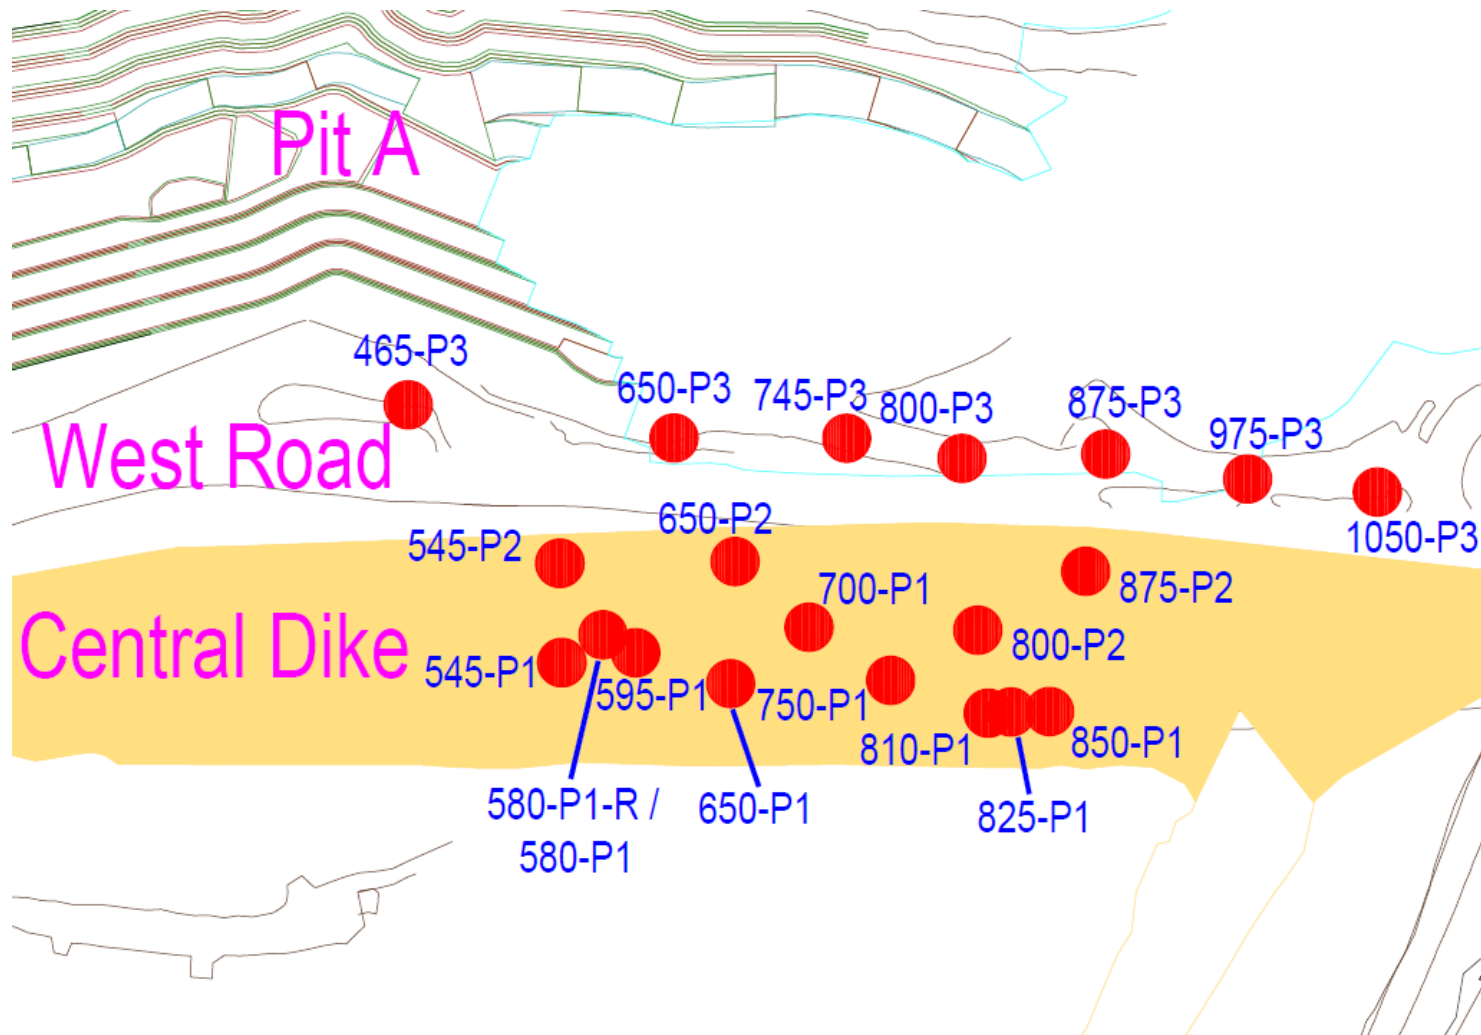 Pit A
465-P3
650-P3
745-P3
800-P3
875-P3
975-P3
West Road
1050-P3
545-P2
650-P2
700-P1
875-P2
Central Dike
800-P2
545-P1
595-P1
750-P1
810-P1
850-P1
580-P1-R /
580-P1
650-P1
825-P1